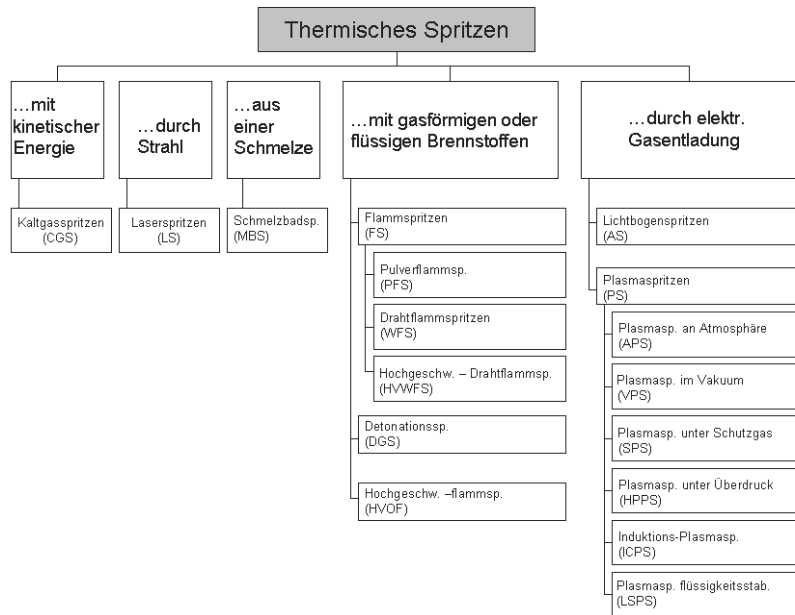 Thermisches Spritzen
…mit
kinetischer
Energie
…durch
Strahl
…aus
einer
Schmelze
…mit gasförmigen oder
flüssigen Brennstoffen
…durch elektr.
Gasentladung
Kaltgasspritzen
(CGS)
Laserspritzen
(LS)
Schmelzbadsp.
(MBS)
Flammspritzen
(FS)
Pulverflammsp.
(PFS)
Drahtflammspritzen
(WFS)
Hochgeschw. – Drahtflammsp.
(HVWFS)
Detonationssp.
(DGS)
Hochgeschw. –flammsp.
(HVOF)
Lichtbogenspritzen
(AS)
Plasmaspritzen
(PS)
Plasmasp. an Atmosphäre
(APS)
Plasmasp. im Vakuum
(VPS)
Plasmasp. unter Schutzgas
(SPS)
Plasmasp. unter Überdruck
(HPPS)
Induktions-Plasmasp.
(ICPS)
Plasmasp. flüssigkeitsstab.
(LSPS)